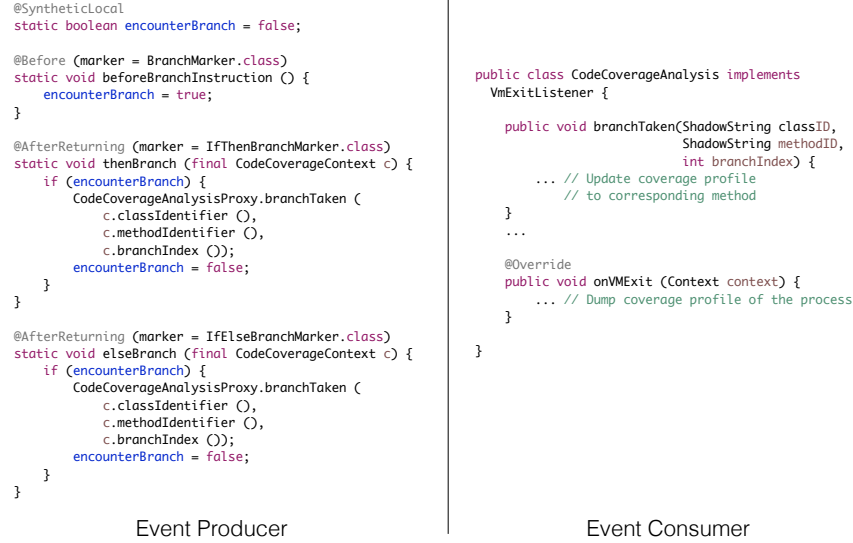 @SyntheticLocal
static boolean encounterBranch = false;
@Before (marker = BranchMarker.class)
static void beforeBranchInstruction () {
encounterBranch = true;
}
@AfterReturning (marker = IfThenBranchMarker.class)
static void thenBranch (final CodeCoverageContext c) {
if (encounterBranch) {
CodeCoverageAnalysisProxy.branchTaken (
c.classIdentifier (),
c.methodIdentifier (),
c.branchIndex ());
encounterBranch = false;
}
}
@AfterReturning (marker = IfElseBranchMarker.class)
static void elseBranch (final CodeCoverageContext c) {
if (encounterBranch) {
CodeCoverageAnalysisProxy.branchTaken (
c.classIdentifier (),
c.methodIdentifier (),
c.branchIndex ());
encounterBranch = false;
}
}
Event Producer
public class CodeCoverageAnalysis implements
VmExitListener {
public void branchTaken(ShadowString classID,
ShadowString methodID,
int branchIndex) {
... // Update coverage profile
// to corresponding method
}
...
@Override
public void onVMExit (Context context) {
... // Dump coverage profile of the process
}
}
Event Consumer